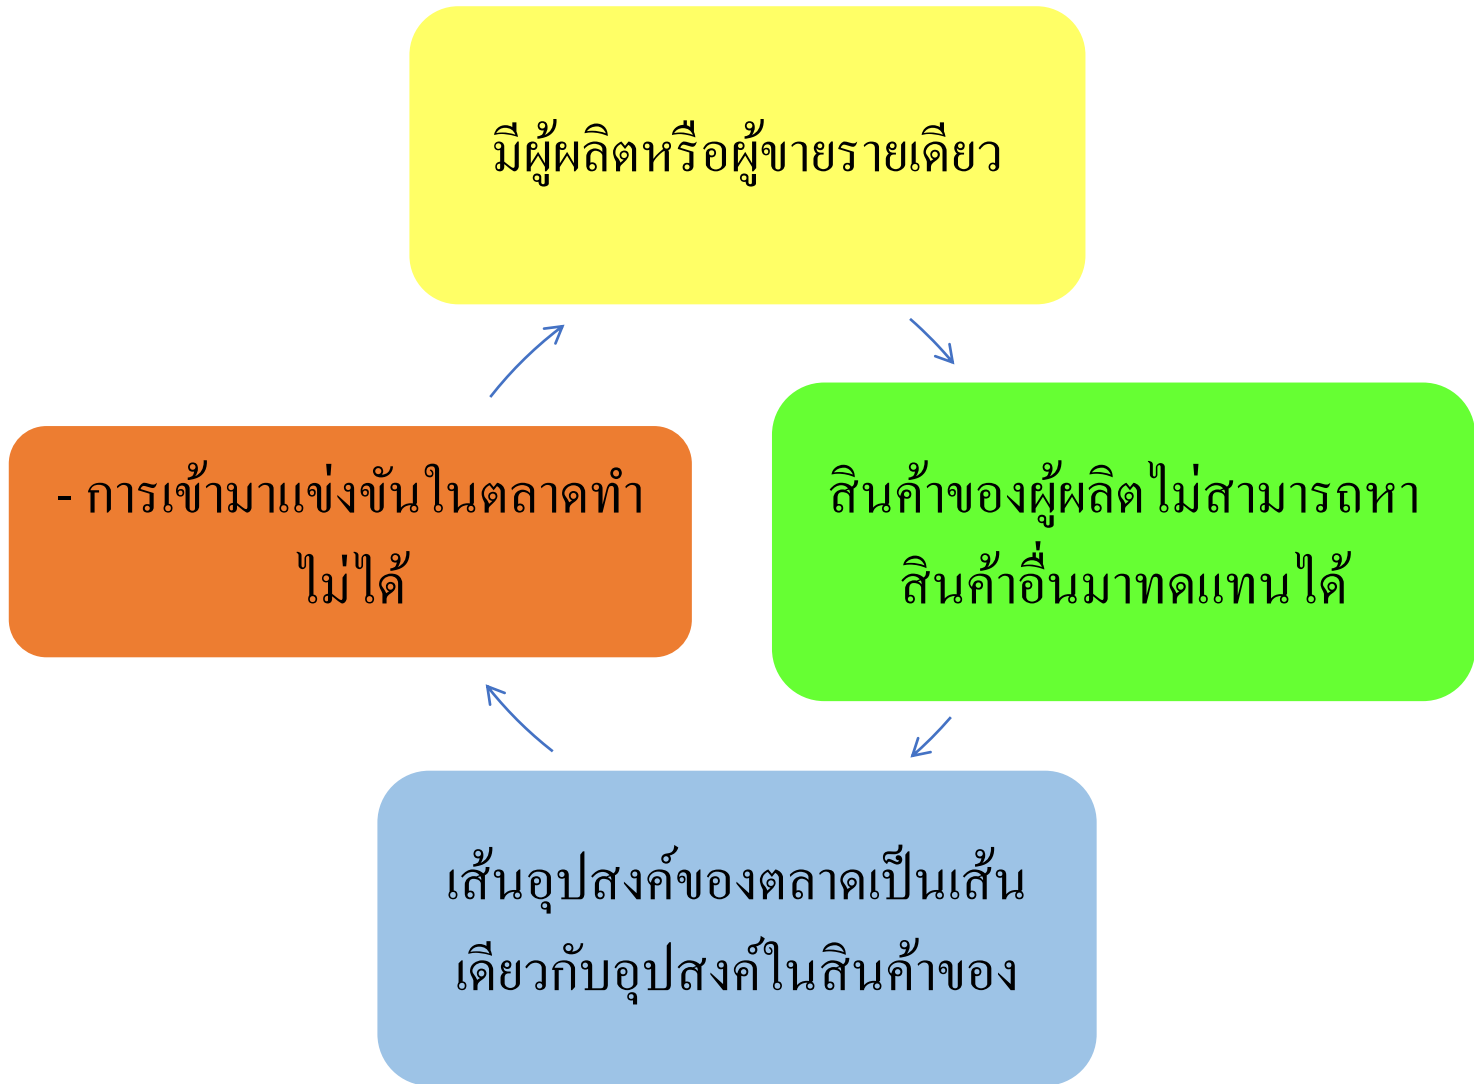 มีผู้ผลิตหรือผู้ขายรายเดียว
สินค้าของผู้ผลิตไม่สามารถหา
สินค้าอื่นมาทดแทนได้
เส้นอุปสงค์ของตลาดเป็นเส้น
เดียวกับอุปสงค์ในสินค้าของ
- การเข้ามาแข่งขันในตลาดทำ
ไม่ได้